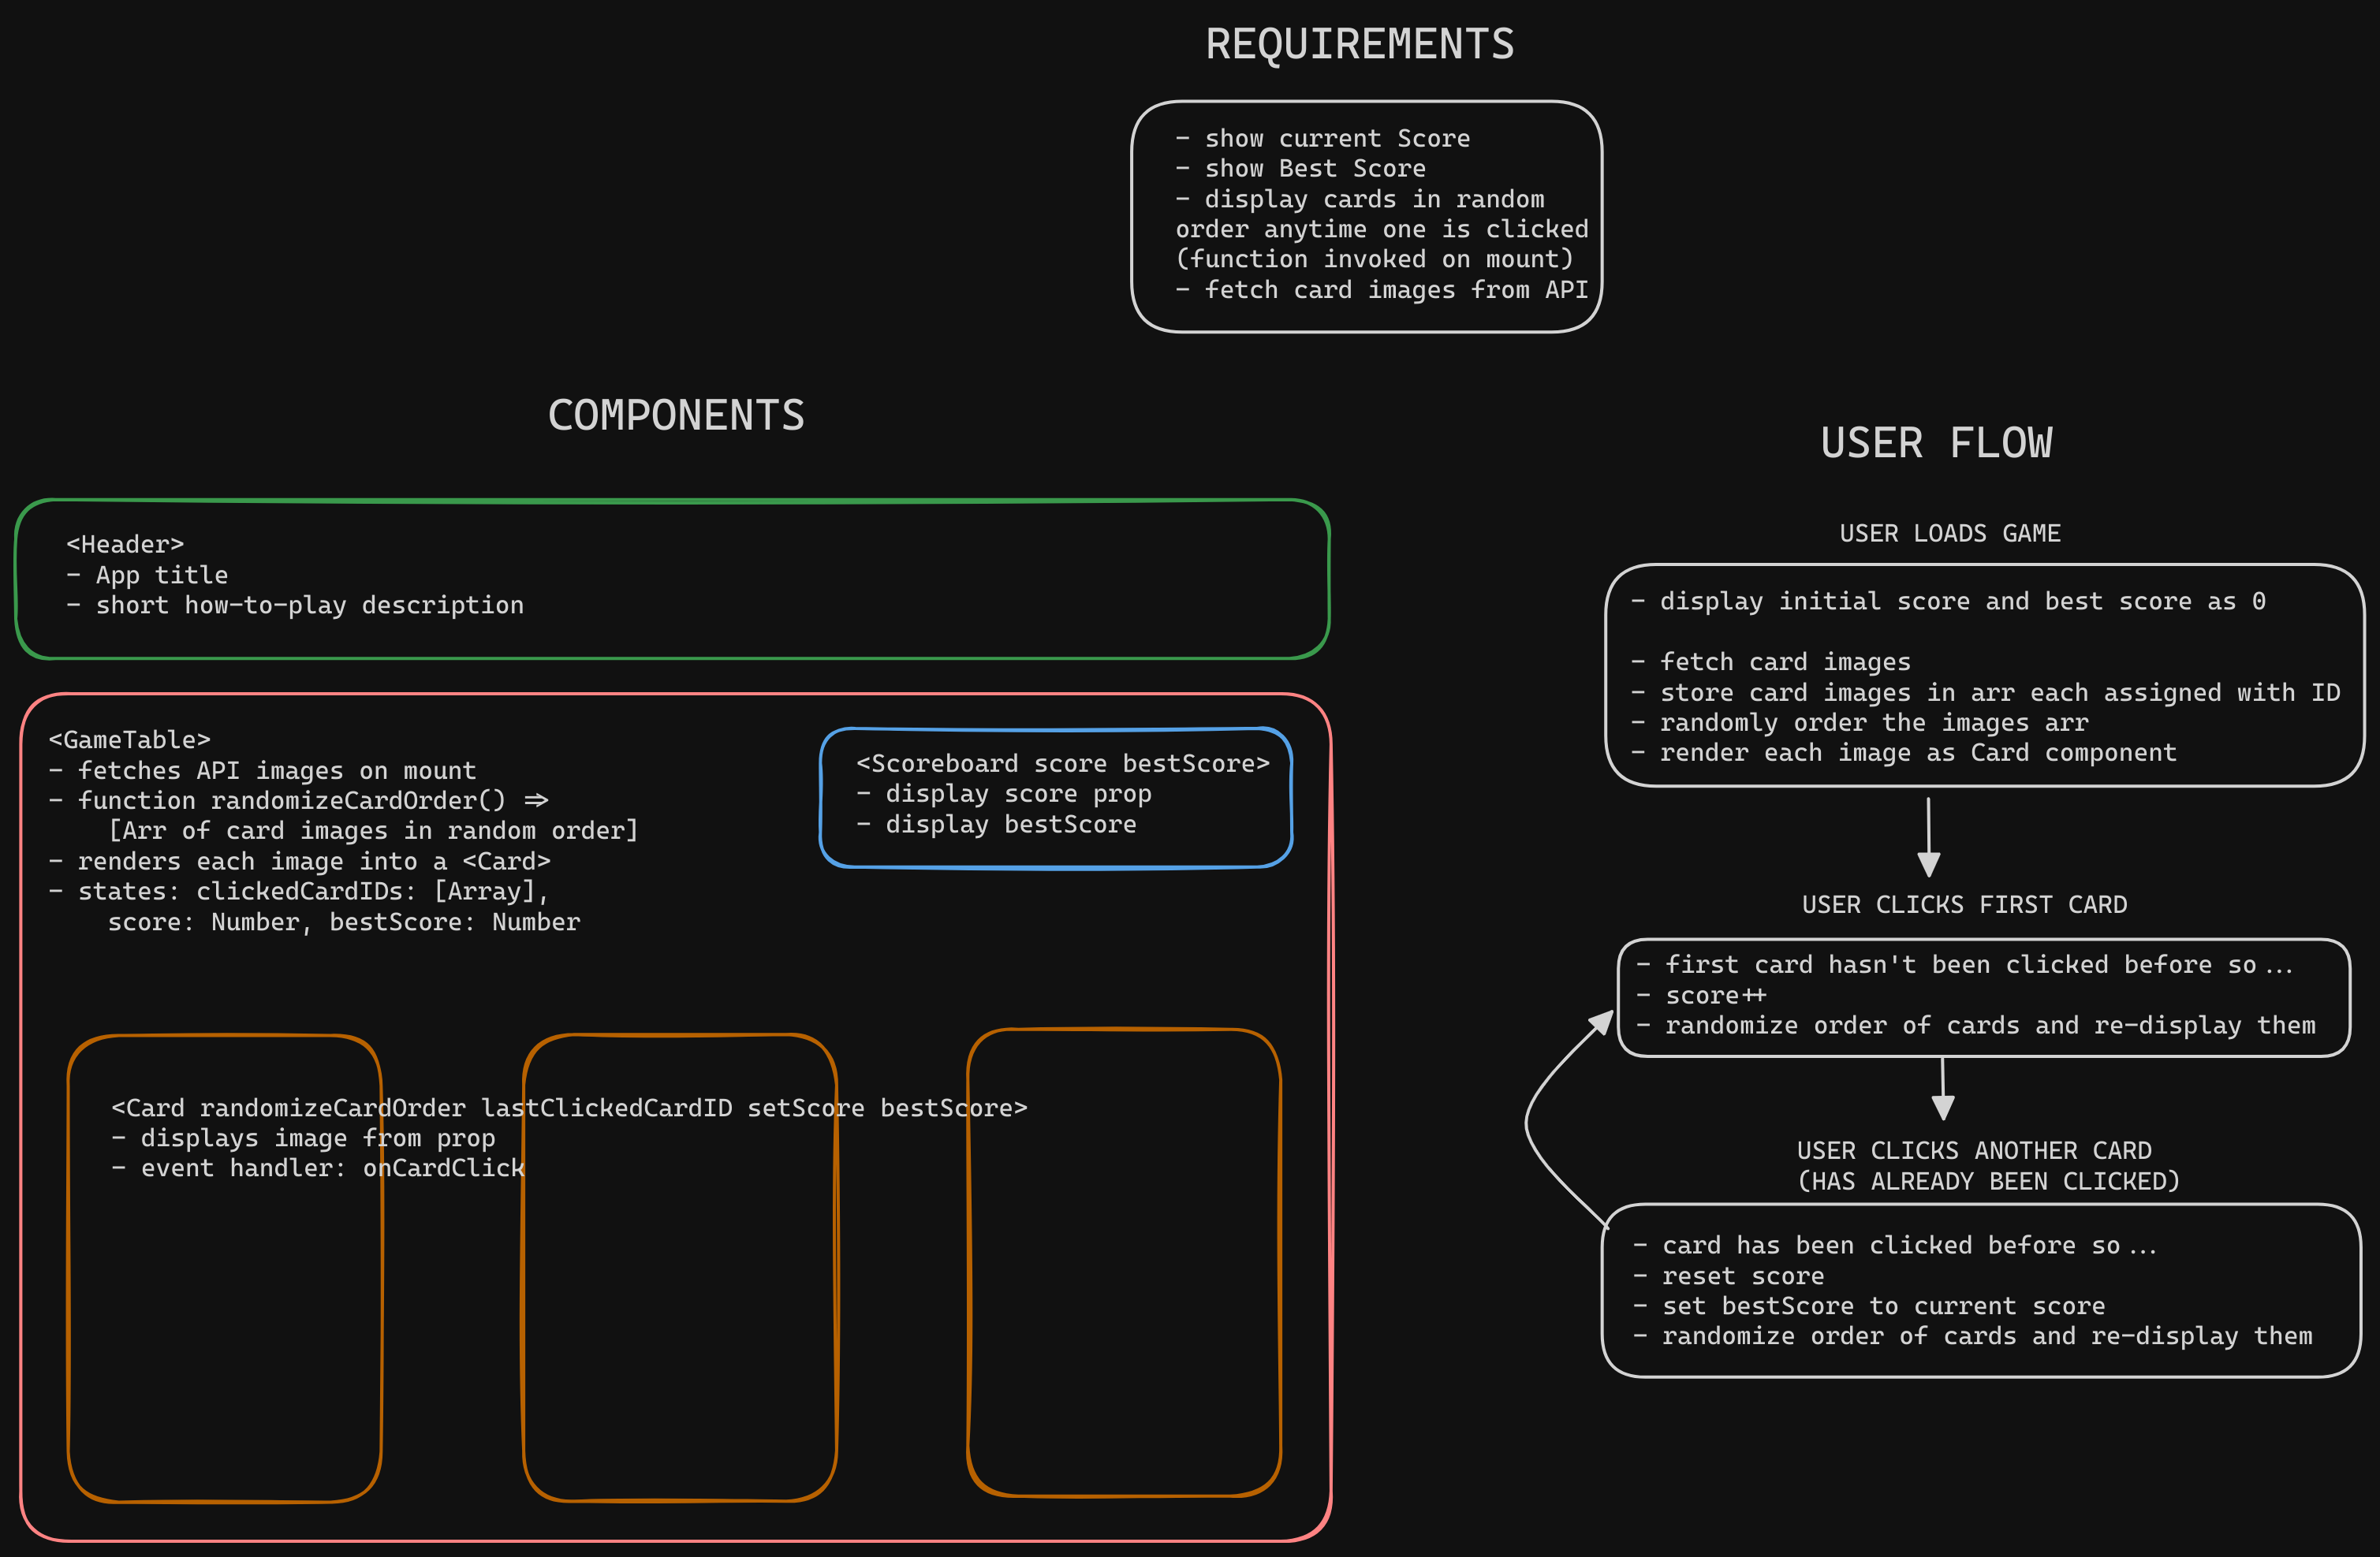 REQUIREMENTS
- show current Score
- show Best Score
- display cards in random
order anytime one is clicked
(function invoked on mount)
- fetch card images from API
COMPONENTS
<Header>
- App title
- short how-to-play description
<GameTable>
- fetches API images on mount
- function randomizeCardOrder() =>
[Arr of card images in random order]
- renders each image into a <Card>
- states: clickedCardIDs: [Array],
score: Number, bestScore: Number
<Scoreboard score bestScore>
- display score prop
- display bestScore
<Card randomizeCardOrder lastClickedCardID setScore bestScore>
- displays image from prop
- event handler: onCardClick
USER FLOW
USER LOADS GAME
- display initial score and best score as 0
- fetch card images
- store card images in arr each assigned with ID
- randomly order the images arr
- render each image as Card component
USER CLICKS FIRST CARD
- first card hasn't been clicked before so...
- score++
- randomize order of cards and re-display them
USER CLICKS ANOTHER CARD
(HAS ALREADY BEEN CLICKED)
- card has been clicked before so...
- reset score
- set bestScore to current score
- randomize order of cards and re-display them